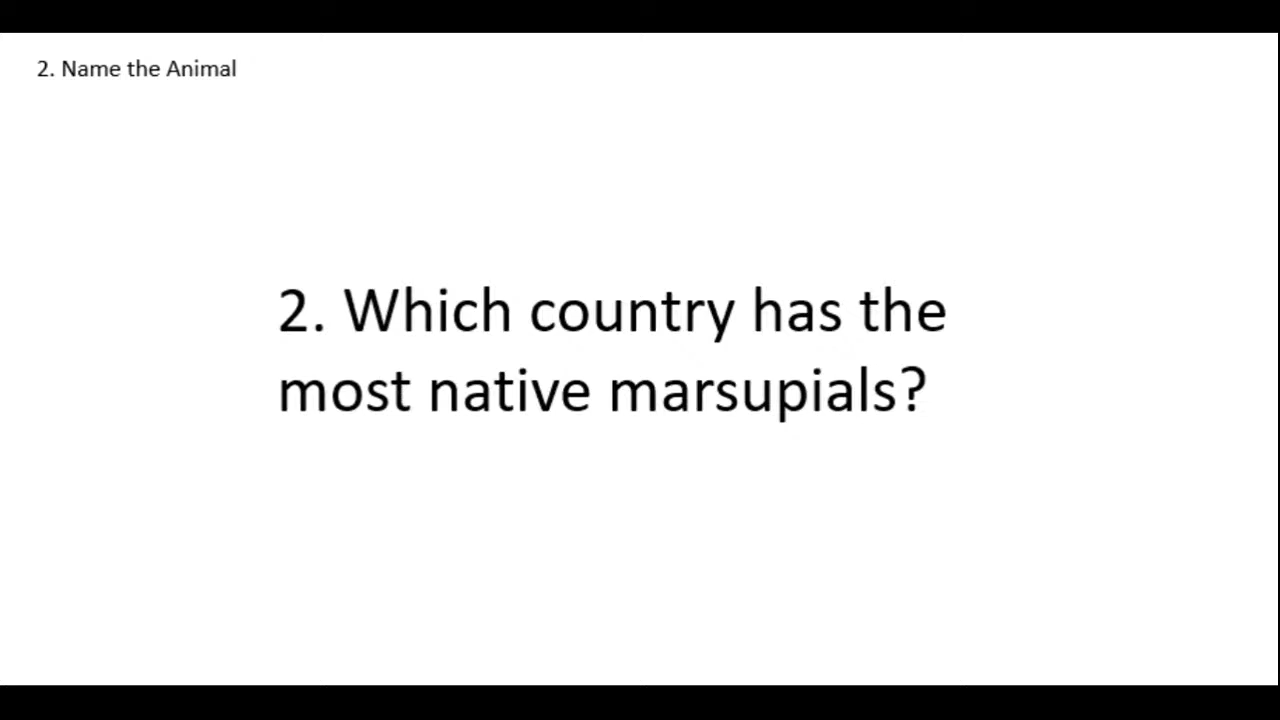 2. Name the Animal
2. Which country has the
most native marsupials?